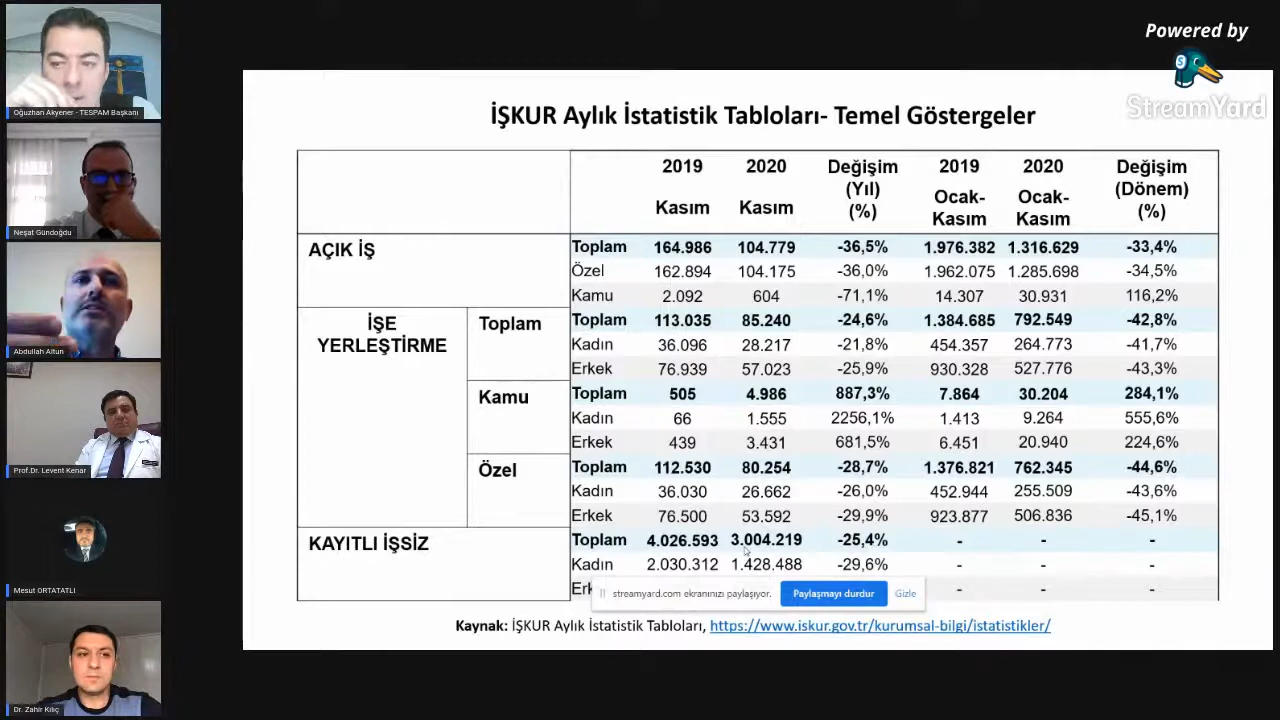 Powered by
StreamYard
Oğuzhan Akyener - TESPAM Başkanı
Neşat Gündoğdu
Abdullah Altun
Prof.Dr. Levent Kenar
Mesut ORTATATLI
Dr. Zahir Kılıç
İŞKUR Aylık İstatistik Tabloları- Temel Göstergeler
2019 Kasım 2020 Kasım Değişim (Yıl) (%) 2019 Ocak-Kasım 2020 Ocak-Kasım Değişim (Dönem) (%)
AÇIK İŞ Toplam 164.986 104.779 -36,5% 1.976.382 1.316.629 -33,4%
Özel 162.894 104.175 -36,0% 1.962.075 1.285.698 -34,5%
Kamu 2.092 604 -71,1% 14.307 30.931 116,2%
İŞE YERLEŞTİRME Toplam Toplam 113.035 85.240 -24,6% 1.384.685 792.549 -42,8%
Kadın 36.096 28.217 -21,8% 454.357 264.773 -41,7%
Erkek 76.939 57.023 -25,9% 930.328 527.776 -43,3%
Kamu Toplam 505 4.986 887,3% 7.864 30.204 284,1%
Kadın 66 1.555 2256,1% 1.413 9.264 555,6%
Erkek 439 3.431 681,5% 6.451 20.940 224,6%
Özel Toplam 112.530 80.254 -28,7% 1.376.821 762.345 -44,6%
Kadın 36.030 26.662 -26,0% 452.944 255.509 -43,6%
Erkek 76.500 53.592 -29,9% 923.877 506.836 -45,1%
KAYITLI İŞSİZ Toplam 4.026.593 3.004.219 -25,4% - - -
Kadın 2.030.312 1.428.488 -29,6% - - -
- - -
streamyard.com ekranınızı paylaşıyor. Paylaşmayı durdur Gizle
Kaynak: İŞKUR Aylık İstatistik Tabloları, https://www.iskur.gov.tr/kurumsal-bilgi/istatistikler/